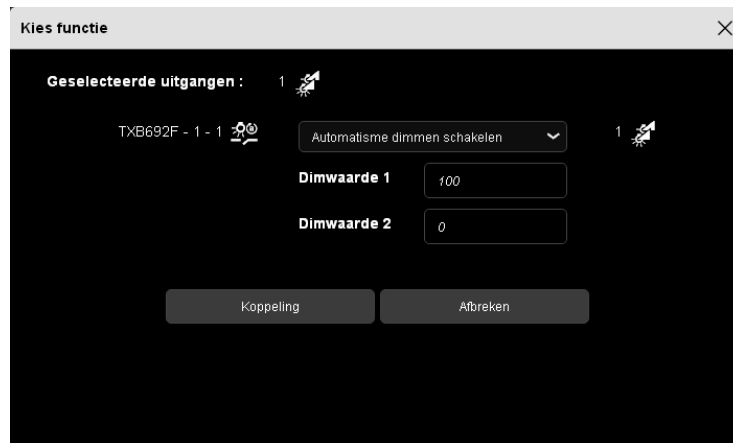 Kies functie
Geselecteerde uitgangen : 1
TXB692F - 1 - 1 Automatisme dimmen schakelen 1
Dimwaarde 1 100
Dimwaarde 2 0
Koppeling Afbreken